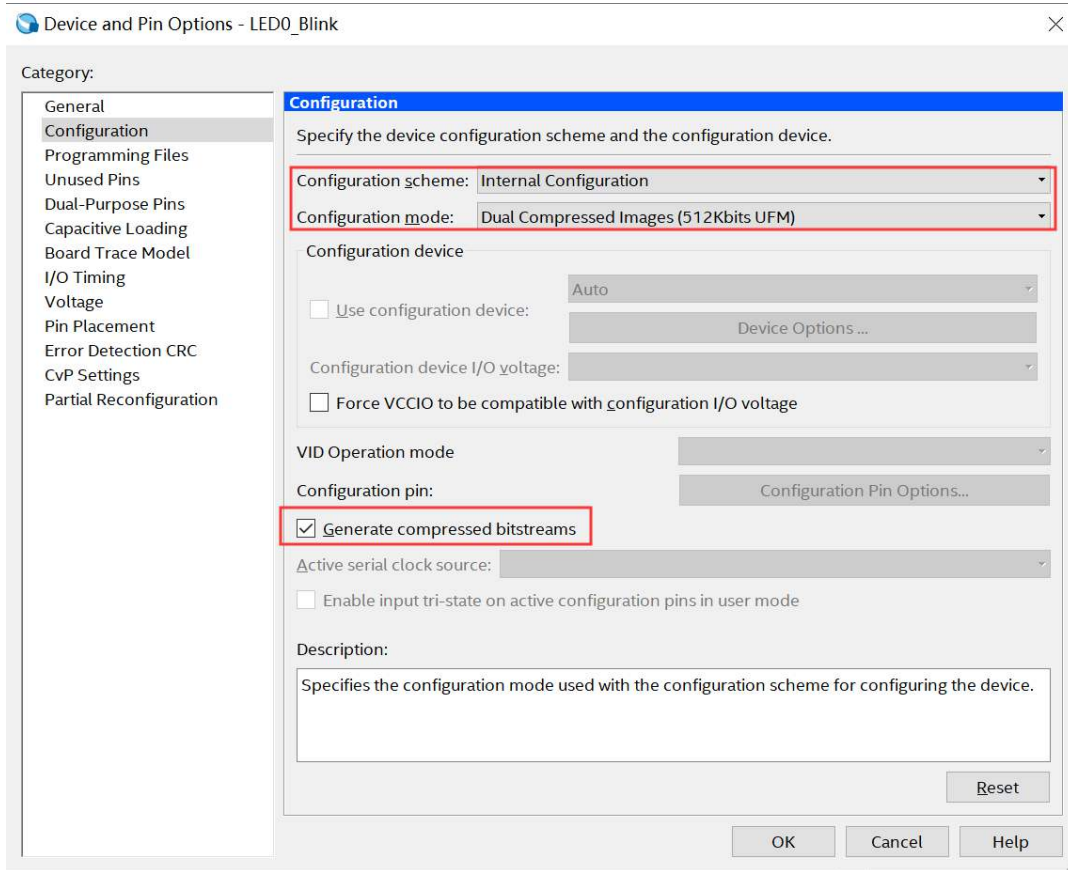 Device and Pin Options - LED0_Blink
Category:
General
Configuration
Programming Files
Unused Pins
Dual-Purpose Pins
Capacitive Loading
Board Trace Model
I/O Timing
Voltage
Pin Placement
Error Detection CRC
CvP Settings
Partial Reconfiguration
Configuration
Specify the device configuration scheme and the configuration device.
Configuration scheme: Internal Configuration
Configuration mode: Dual Compressed Images (512Kbits UFM)
Configuration device
Auto
Use configuration device:
Device Options ...
Configuration device I/O voltage:
Force VCCIO to be compatible with configuration I/O voltage
VID Operation mode
Configuration pin: Configuration Pin Options...
Generate compressed bitstreams
Active serial clock source:
Enable input tri-state on active configuration pins in user mode
Description:
Specifies the configuration mode used with the configuration scheme for configuring the device.
Reset
OK Cancel Help